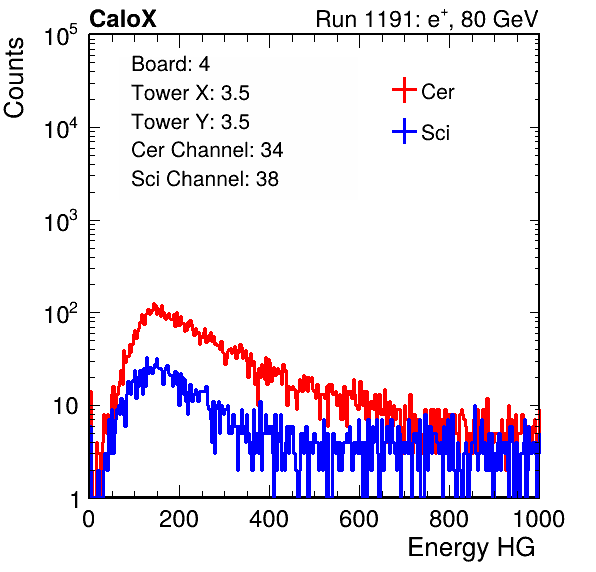 CaloX Run 1191: e⁺, 80 GeV
Counts
Board: 4
Tower X: 3.5
Tower Y: 3.5
Cer Channel: 34
Sci Channel: 38
Cer
Sci
10⁵
10⁴
10³
10²
10
1
0 200 400 600 800 1000
Energy HG